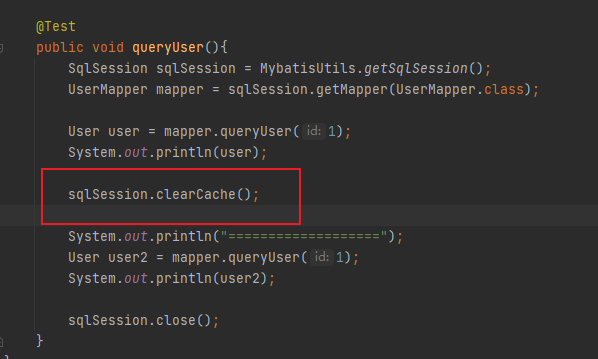 @Test
public void queryUser(){
SqlSession sqlSession = MybatisUtils.getSqlSession();
UserMapper mapper = sqlSession.getMapper(UserMapper.class);
User user = mapper.queryUser( id: 1);
System.out.println(user);
sqlSession.clearCache();
System.out.println("===================");
User user2 = mapper.queryUser( id: 1);
System.out.println(user2);
sqlSession.close();
}
}